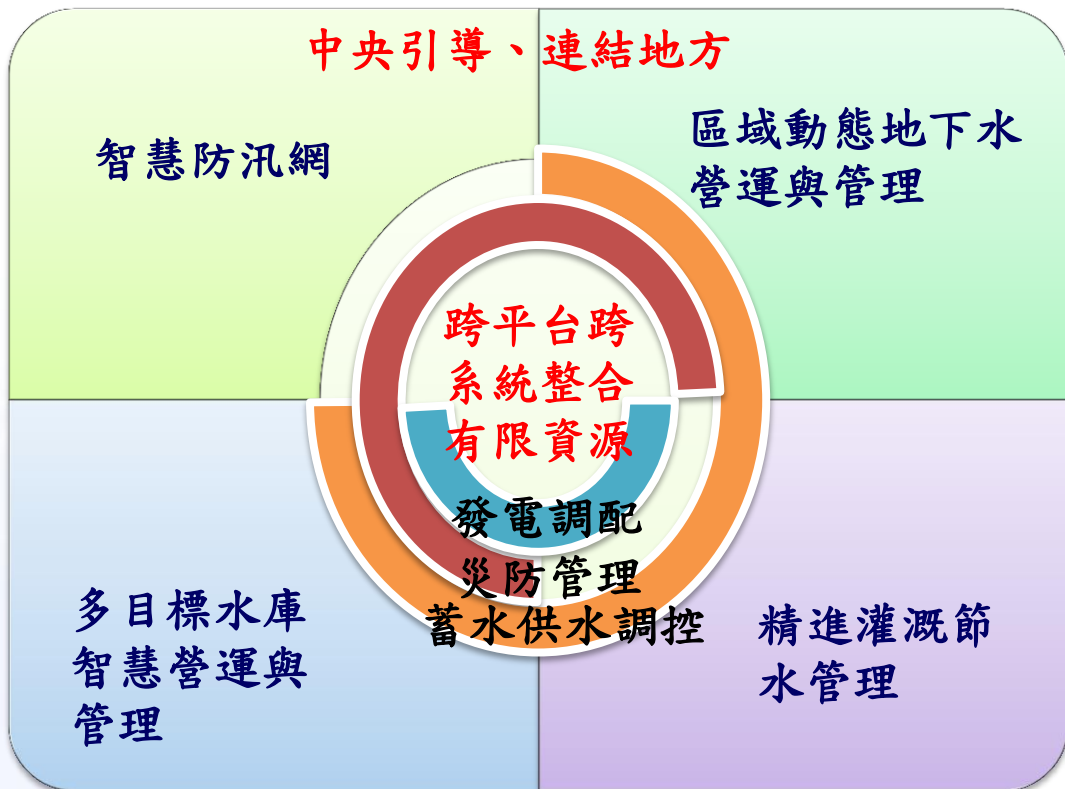 中央引導、連結地方
智慧防汛網
區域動態地下水
營運與管理
跨平台跨
系統整合
有限資源
發電調配
災防管理
蓄水供水調控
多目標水庫
智慧營運與
管理
精進灌溉節
水管理